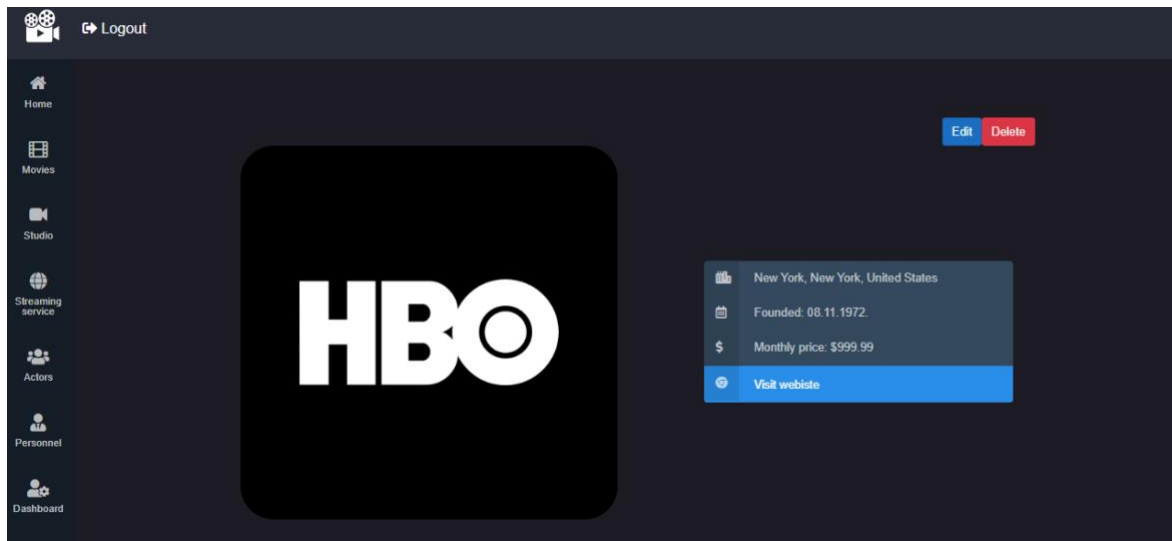 Logout
Home
Movies
Studio
Streaming
service
Actors
Personnel
Dashboard
Edit Delete
HBO
New York, New York, United States
Founded: 08.11.1972.
Monthly price: $999.99
Visit webiste